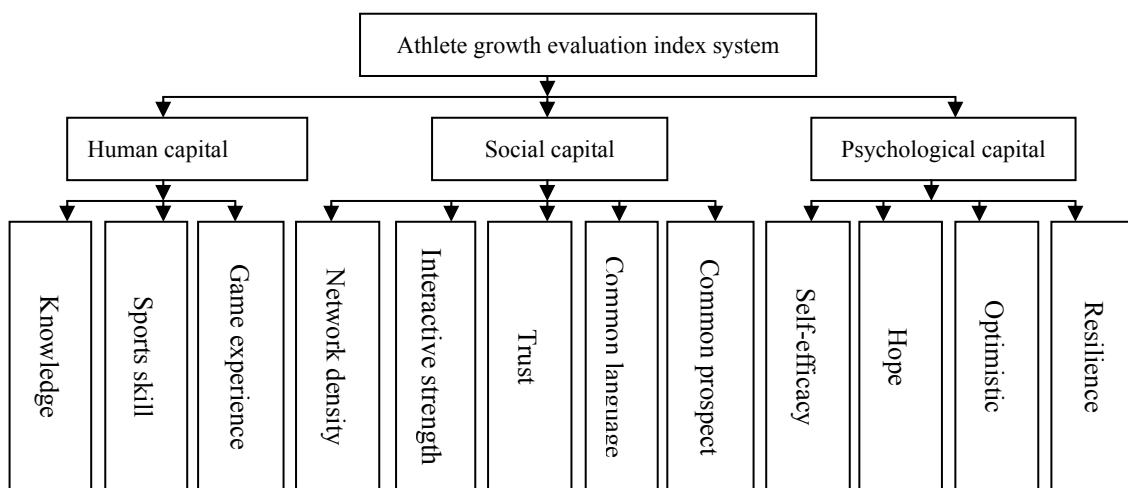 Athlete growth evaluation index system
Human capital
Social capital
Psychological capital
Knowledge
Sports skill
Game experience
Network density
Interactive strength
Trust
Common language
Common prospect
Self-efficacy
Hope
Optimistic
Resilience